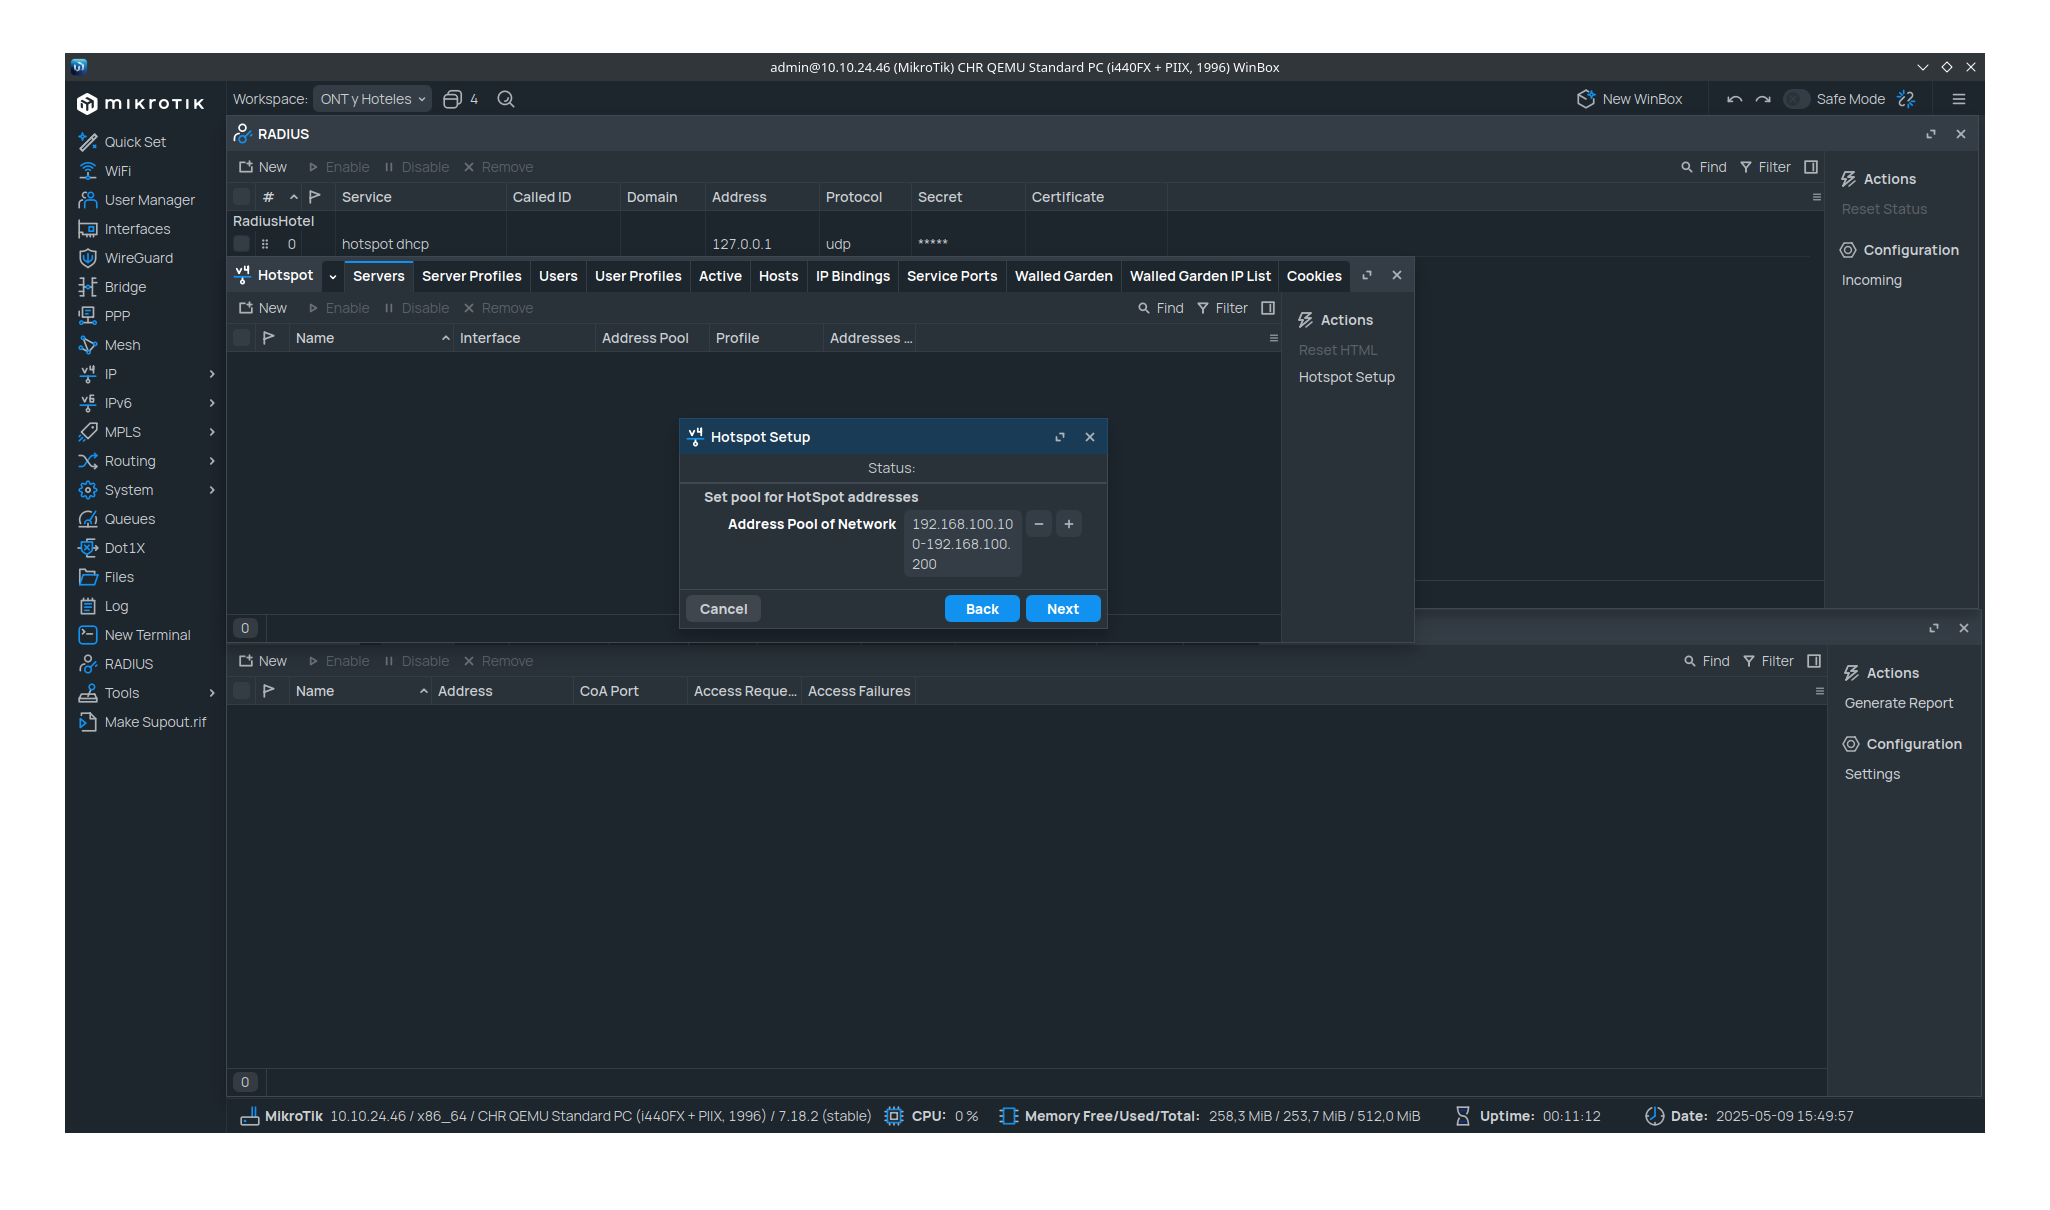 admin@10.10.24.46 (MikroTik) CHR QEMU Standard PC (i440FX + PIIX, 1996) WinBox
MIKROTIK
Workspace: ONT y Hoteles 4
New WinBox Safe Mode
Quick Set
WiFi
User Manager
Interfaces
WireGuard
Bridge
PPP
Mesh
IP
IPv6
MPLS
Routing
System
Queues
Dot1X
Files
Log
New Terminal
RADIUS
Tools
Make Supout.rif
RADIUS
New Enable Disable Remove Find Filter
# Service Called ID Domain Address Protocol Secret Certificate
RadiusHotel
0 hotspot dhcp 127.0.0.1 udp *****
Actions
Reset Status
Configuration
Incoming
Hotspot Servers Server Profiles Users User Profiles Active Hosts IP Bindings Service Ports Walled Garden Walled Garden IP List Cookies
New Enable Disable Remove Find Filter
Name Interface Address Pool Profile Addresses ...
Actions
Reset HTML
Hotspot Setup
Hotspot Setup
Status:
Set pool for HotSpot addresses
Address Pool of Network 192.168.100.10
0-192.168.100.
200
Cancel Back Next
0
New Enable Disable Remove Find Filter
Name Address CoA Port Access Reque... Access Failures
Actions
Generate Report
Configuration
Settings
0
MikroTik 10.10.24.46 / x86_64 / CHR QEMU Standard PC (i440FX + PIIX, 1996) / 7.18.2 (stable) CPU: 0 % Memory Free/Used/Total: 258,3 MiB / 253,7 MiB / 512,0 MiB Uptime: 00:11:12 Date: 2025-05-09 15:49:57